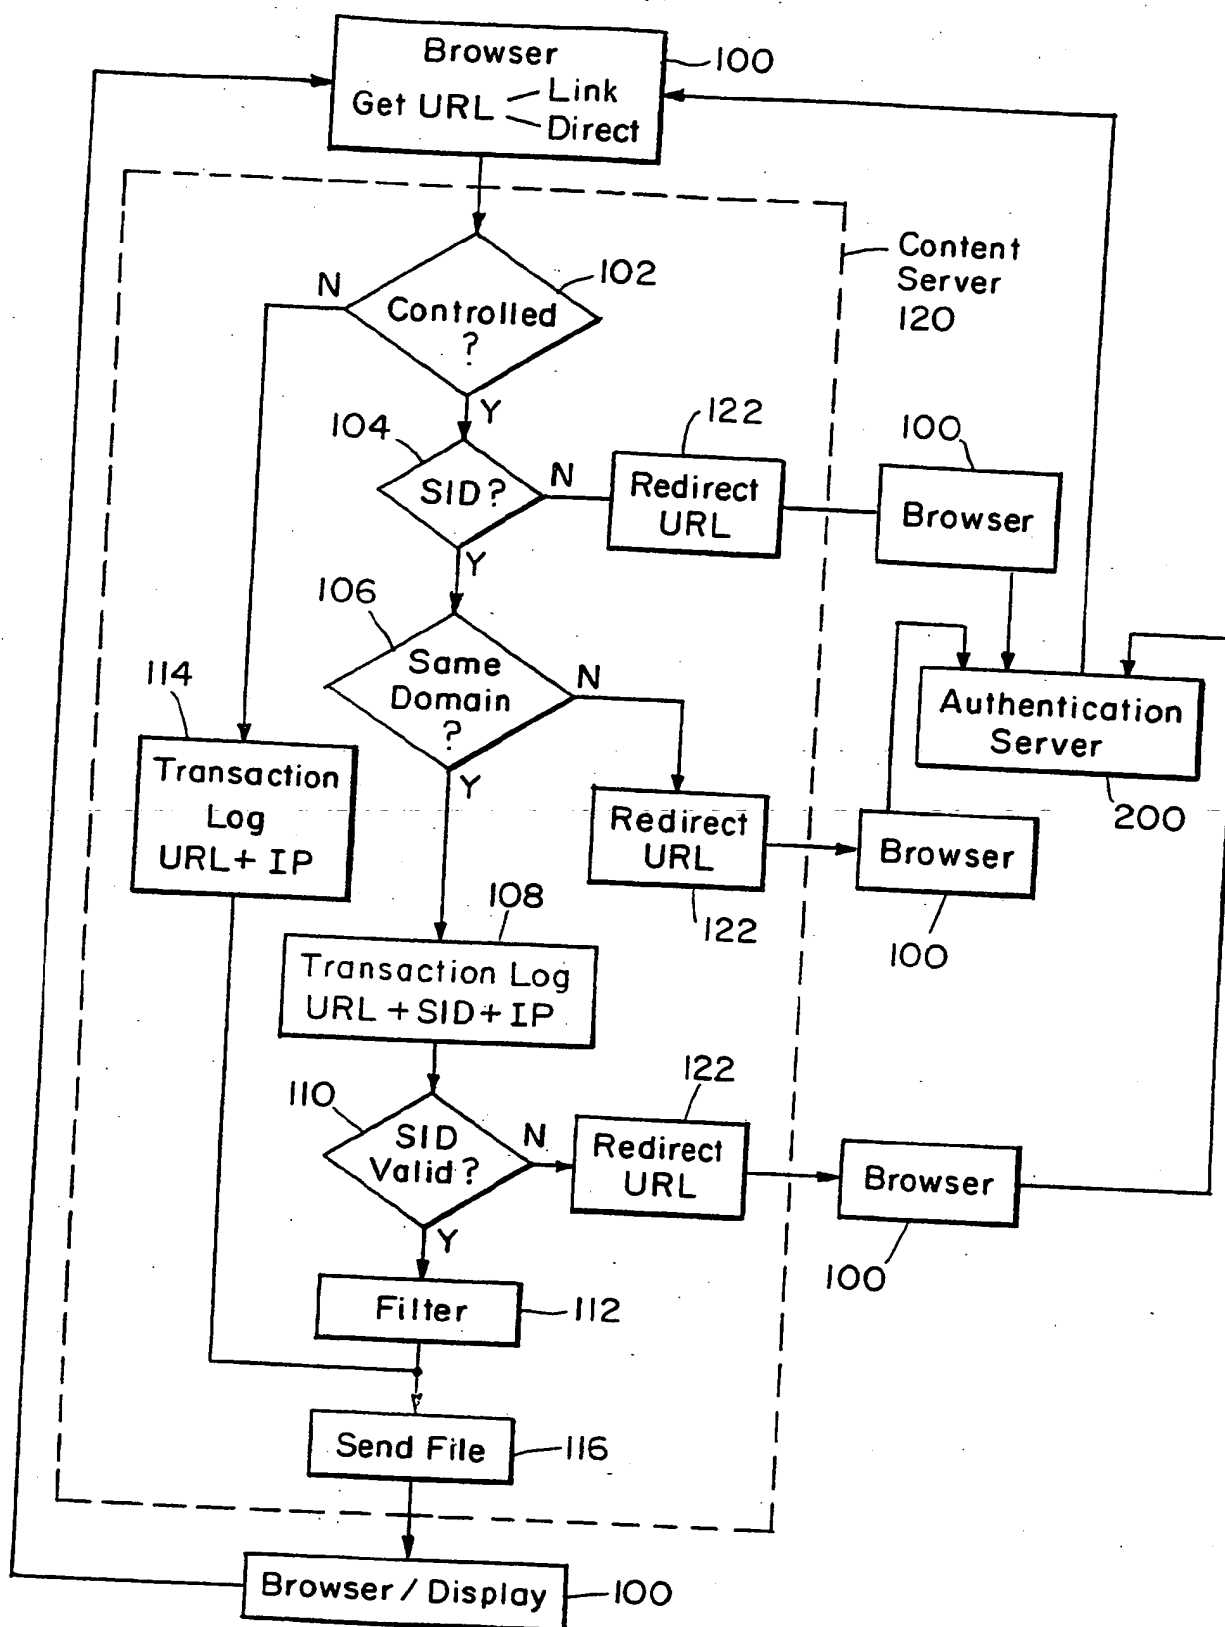 Browser
100
Get URL
Link
Direct
Content
Server
120
N
102
Controlled
?
Y
104
SID?
N
122
Redirect
URL
100
Browser
Y
106
Same
Domain
?
N
Y
114
Transaction
Log
URL + IP
Authentication
Server
200
Redirect
URL
122
Browser
100
108
Transaction Log
URL + SID + IP
110
SID
Valid?
N
122
Redirect
URL
Browser
100
Y
Filter
112
Send File
116
Browser / Display
100